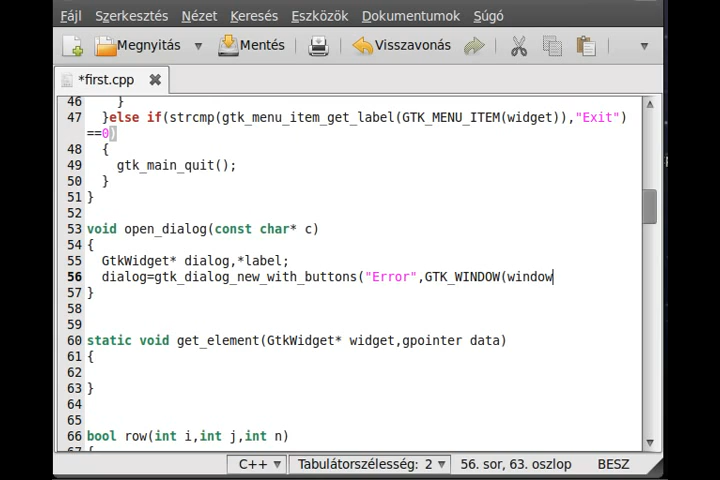 Fájl Szerkesztés Nézet Keresés Eszközök Dokumentumok Súgó
Megnyitás Mentés Visszavonás
*first.cpp
46     }
47   }else if(strcmp(gtk_menu_item_get_label(GTK_MENU_ITEM(widget)),"Exit")
==0)
48   {
49     gtk_main_quit();
50   }
51 }
52
53 void open_dialog(const char* c)
54 {
55   GtkWidget* dialog,*label;
56   dialog=gtk_dialog_new_with_buttons("Error",GTK_WINDOW(window
57 }
58
59
60 static void get_element(GtkWidget* widget,gpointer data)
61 {
62
63 }
64
65
66 bool row(int i,int j,int n)
67 {
C++ Tabulátorszélesség: 2 56. sor, 63. oszlop BESZ